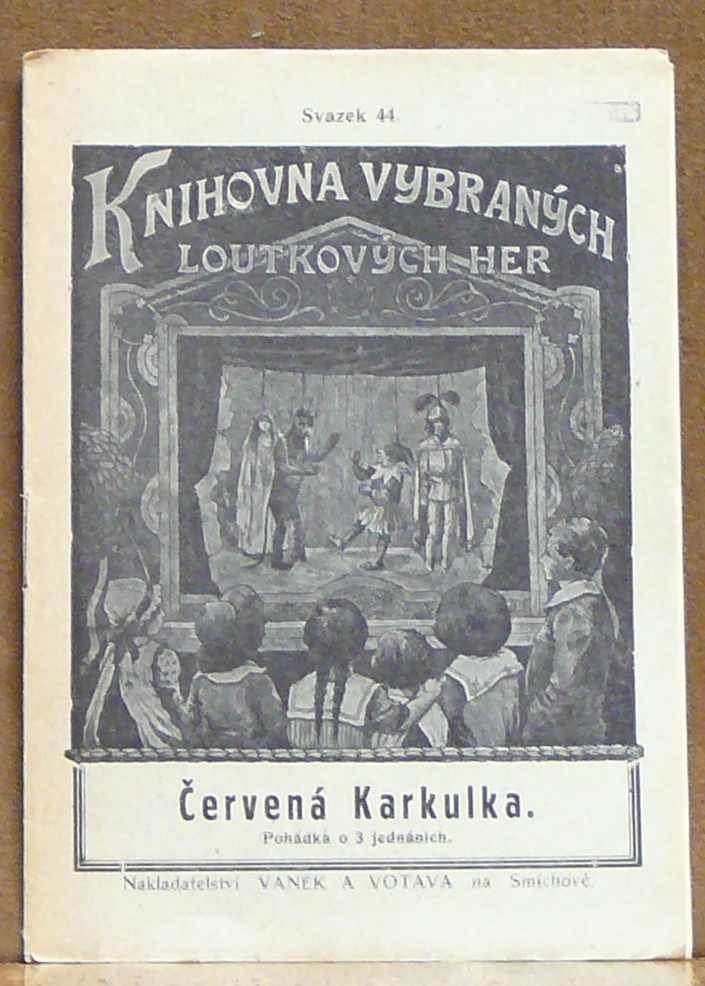 Svazek 44
KNIHOVNA VYBRANÝCH
LOUTKOVÝCH HER
Červená Karkulka.
Pohádka o 3 jednáních.
Nakladatelství VANĚK A VOTAVA na Smíchově.